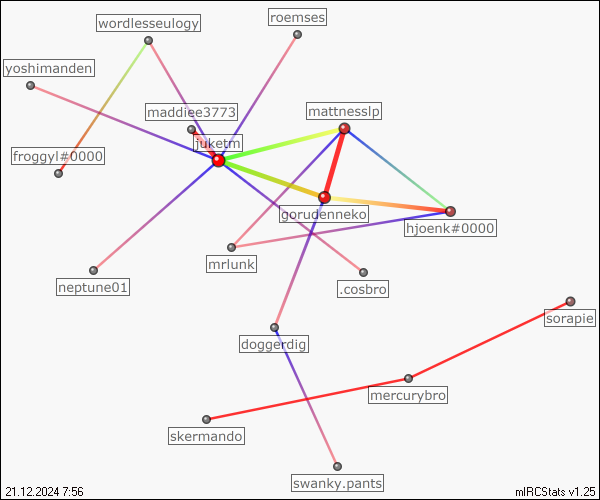 roemses
wordlesseulogy
yoshimanden
maddiee3773
mattnesslp
juketm
froggyl#0000
gorudenneko
hjoenk#0000
mrlunk
neptune01
.cosbro
sorapie
doggerdig
mercurybro
skermando
swanky.pants
21.12.2024 7:56
mIRCStats v1.25